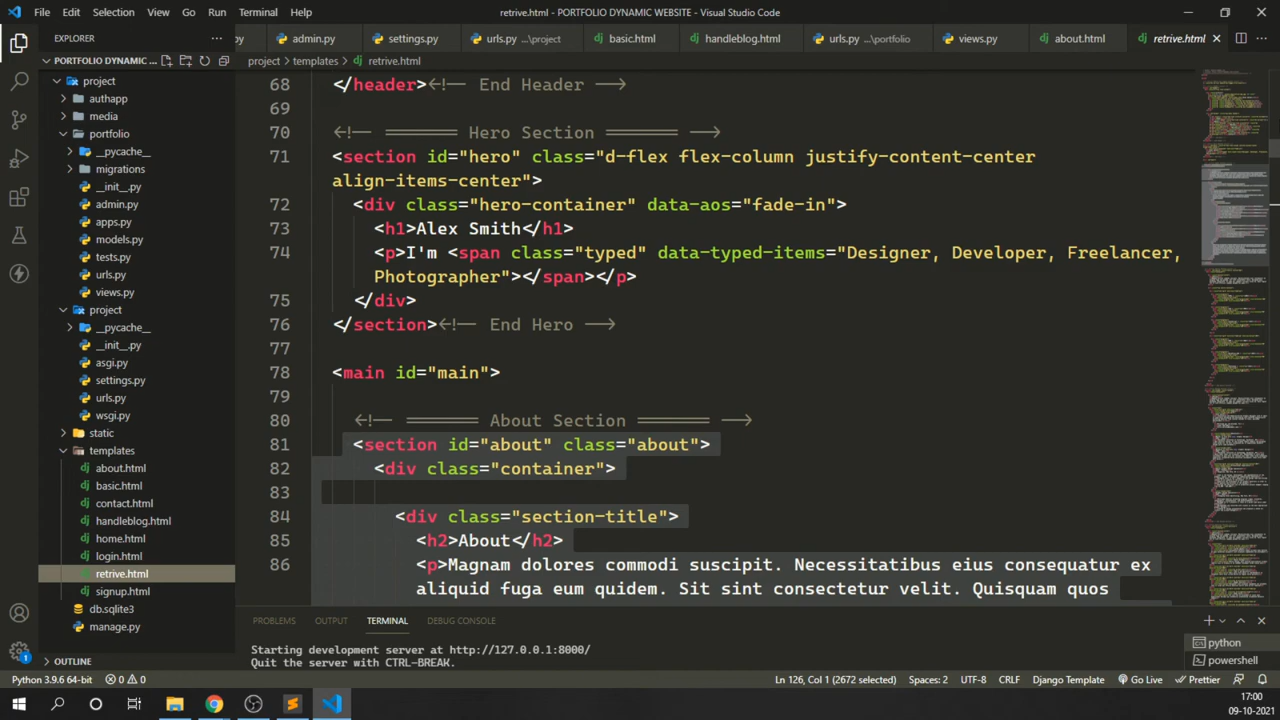 File Edit Selection View Go Run Terminal Help
retrive.html - PORTFOLIO DYNAMIC WEBSITE - Visual Studio Code
EXPLORER
py admin.py settings.py urls.py ...\project basic.html handleblog.html urls.py ...\portfolio views.py about.html retrive.html
PORTFOLIO DYNAMIC ...
project > templates > retrive.html
project
authapp
media
portfolio
__pycache__
migrations
__init__.py
admin.py
apps.py
models.py
tests.py
urls.py
views.py
project
__pycache__
__init__.py
asgi.py
settings.py
urls.py
wsgi.py
static
templates
about.html
basic.html
contact.html
handleblog.html
home.html
login.html
retrive.html
signup.html
db.sqlite3
manage.py
OUTLINE
68 </header><!-- End Header -->
69
70 <!-- ======= Hero Section ======= -->
71 <section id="hero" class="d-flex flex-column justify-content-center
align-items-center">
72 <div class="hero-container" data-aos="fade-in">
73 <h1>Alex Smith</h1>
74 <p>I'm <span class="typed" data-typed-items="Designer, Developer, Freelancer,
Photographer"></span></p>
75 </div>
76 </section><!-- End Hero -->
77
78 <main id="main">
79
80 <!-- ======= About Section ======= -->
81 <section id="about" class="about">
82 <div class="container">
83
84 <div class="section-title">
85 <h2>About</h2>
86 <p>Magnam dolores commodi suscipit. Necessitatibus eius consequatur ex
aliquid fuga eum quidem. Sit sint consectetur velit. Quisquam quos
PROBLEMS OUTPUT TERMINAL DEBUG CONSOLE
Starting development server at http://127.0.0.1:8000/
Quit the server with CTRL-BREAK.
python
powershell
1
Python 3.9.6 64-bit 0 0 Ln 126, Col 1 (2672 selected) Spaces: 2 UTF-8 CRLF Django Template Go Live Prettier
17:00
09-10-2021